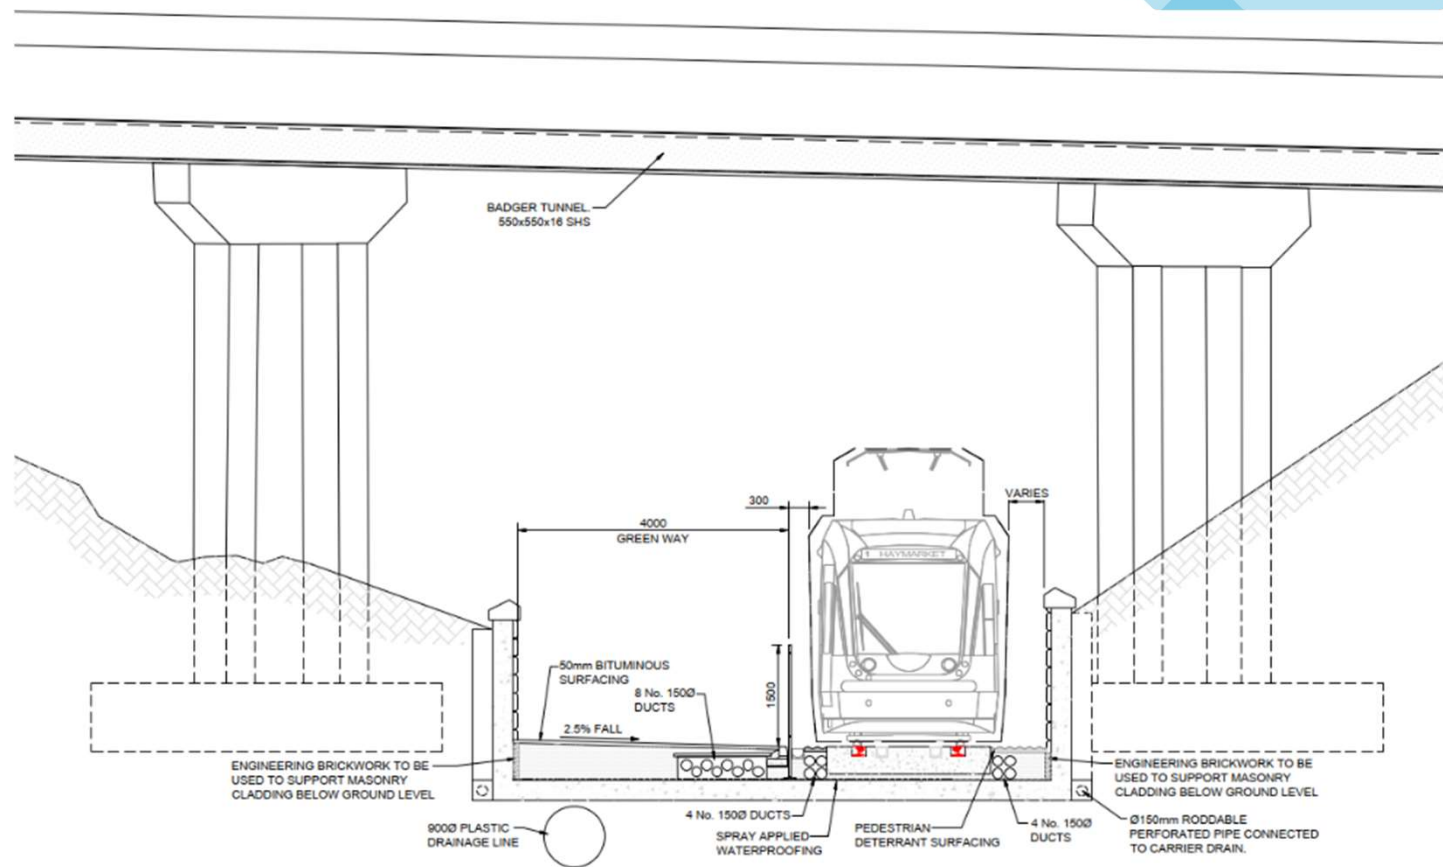 BADGER TUNNEL.
550x550x16 SHS
300
VARIES
4000
GREEN WAY
1 HAYMARKET
50mm BITUMINOUS
SURFACING
8 No. 150Ø
DUCTS
1500
2.5% FALL
ENGINEERING BRICKWORK TO BE
USED TO SUPPORT MASONRY
CLADDING BELOW GROUND LEVEL
ENGINEERING BRICKWORK TO BE
USED TO SUPPORT MASONRY
CLADDING BELOW GROUND LEVEL
4 No. 150Ø DUCTS
4 No. 150Ø
DUCTS
900Ø PLASTIC
DRAINAGE LINE
SPRAY APPLIED
WATERPROOFING
PEDESTRIAN
DETERRANT SURFACING
Ø150mm RODDABLE
PERFORATED PIPE CONNECTED
TO CARRIER DRAIN.